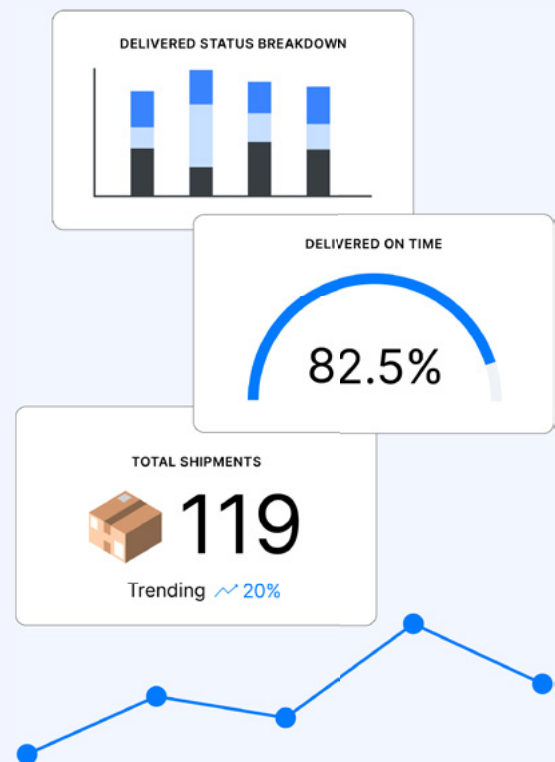 DELIVERED STATUS BREAKDOWN
DELIVERED ON TIME
82.5%
TOTAL SHIPMENTS
119
Trending 20%